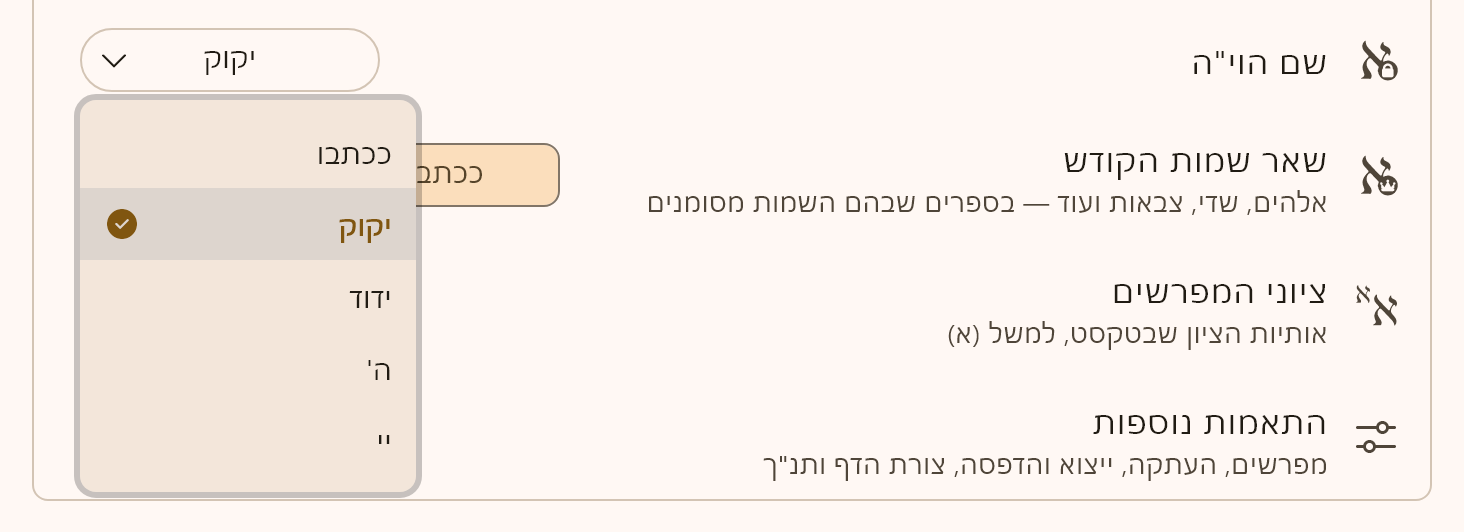 שם הוי"ה
יקוק
ככתבו
יקוק
ידוד
ה'
יי
שאר שמות הקודש
אלהים, שדי, צבאות ועוד — בספרים שבהם השמות מסומנים
ציוני המפרשים
אותיות הציון שבטקסט, למשל (א)
התאמות נוספות
מפרשים, העתקה, ייצוא והדפסה, צורת הדף ותנ"ך